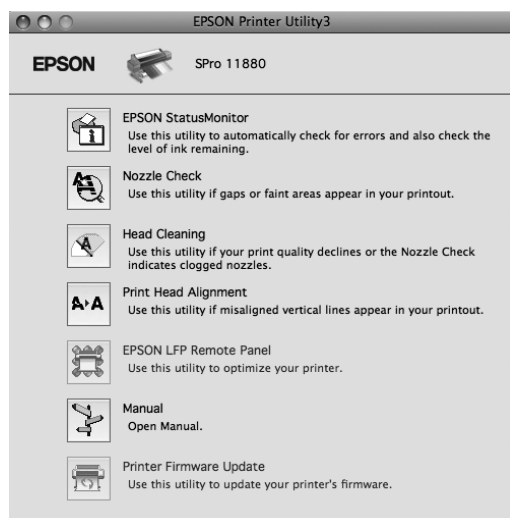 EPSON Printer Utility3
EPSON
SPro 11880
EPSON StatusMonitor
Use this utility to automatically check for errors and also check the
level of ink remaining.
Nozzle Check
Use this utility if gaps or faint areas appear in your printout.
Head Cleaning
Use this utility if your print quality declines or the Nozzle Check
indicates clogged nozzles.
Print Head Alignment
A▸A
Use this utility if misaligned vertical lines appear in your printout.
EPSON LFP Remote Panel
Use this utility to optimize your printer.
Manual
Open Manual.
Printer Firmware Update
Use this utility to update your printer's firmware.